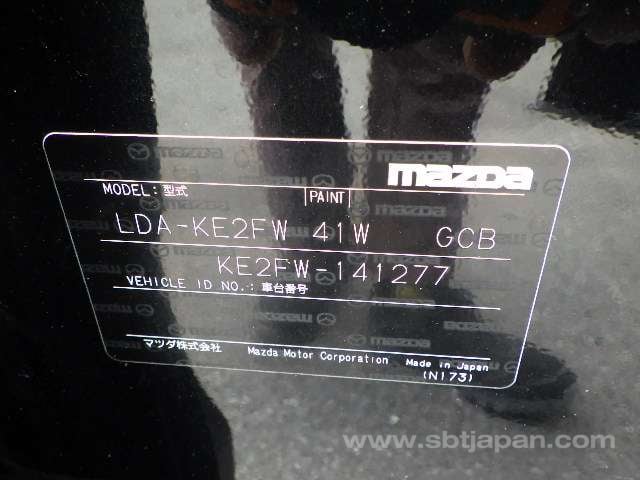 mazda
MODEL: 型式 PAINT
LDA-KE2FW 41W GCB
KE2FW-141277
VEHICLE ID NO.: 車台番号
マツダ株式会社 Mazda Motor Corporation Made in Japan
(N173)
www.sbtjapan.com